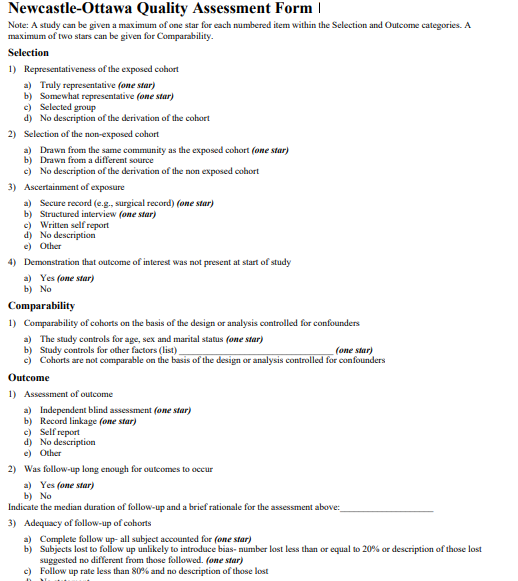 Newcastle-Ottawa Quality Assessment Form |
Note: A study can be given a maximum of one star for each numbered item within the Selection and Outcome categories. A
maximum of two stars can be given for Comparability.
Selection
1) Representativeness of the exposed cohort
a) Truly representative (one star)
b) Somewhat representative (one star)
c) Selected group
d) No description of the derivation of the cohort
2) Selection of the non-exposed cohort
a) Drawn from the same community as the exposed cohort (one star)
b) Drawn from a different source
c) No description of the derivation of the non exposed cohort
3) Ascertainment of exposure
a) Secure record (e.g., surgical record) (one star)
b) Structured interview (one star)
c) Written self report
d) No description
e) Other
4) Demonstration that outcome of interest was not present at start of study
a) Yes (one star)
b) No
Comparability
1) Comparability of cohorts on the basis of the design or analysis controlled for confounders
a) The study controls for age, sex and marital status (one star)
b) Study controls for other factors (list) ______________________________ (one star)
c) Cohorts are not comparable on the basis of the design or analysis controlled for confounders
Outcome
1) Assessment of outcome
a) Independent blind assessment (one star)
b) Record linkage (one star)
c) Self report
d) No description
e) Other
2) Was follow-up long enough for outcomes to occur
a) Yes (one star)
b) No
Indicate the median duration of follow-up and a brief rationale for the assessment above:__________________
3) Adequacy of follow-up of cohorts
a) Complete follow up- all subject accounted for (one star)
b) Subjects lost to follow up unlikely to introduce bias- number lost less than or equal to 20% or description of those lost
suggested no different from those followed. (one star)
c) Follow up rate less than 80% and no description of those lost